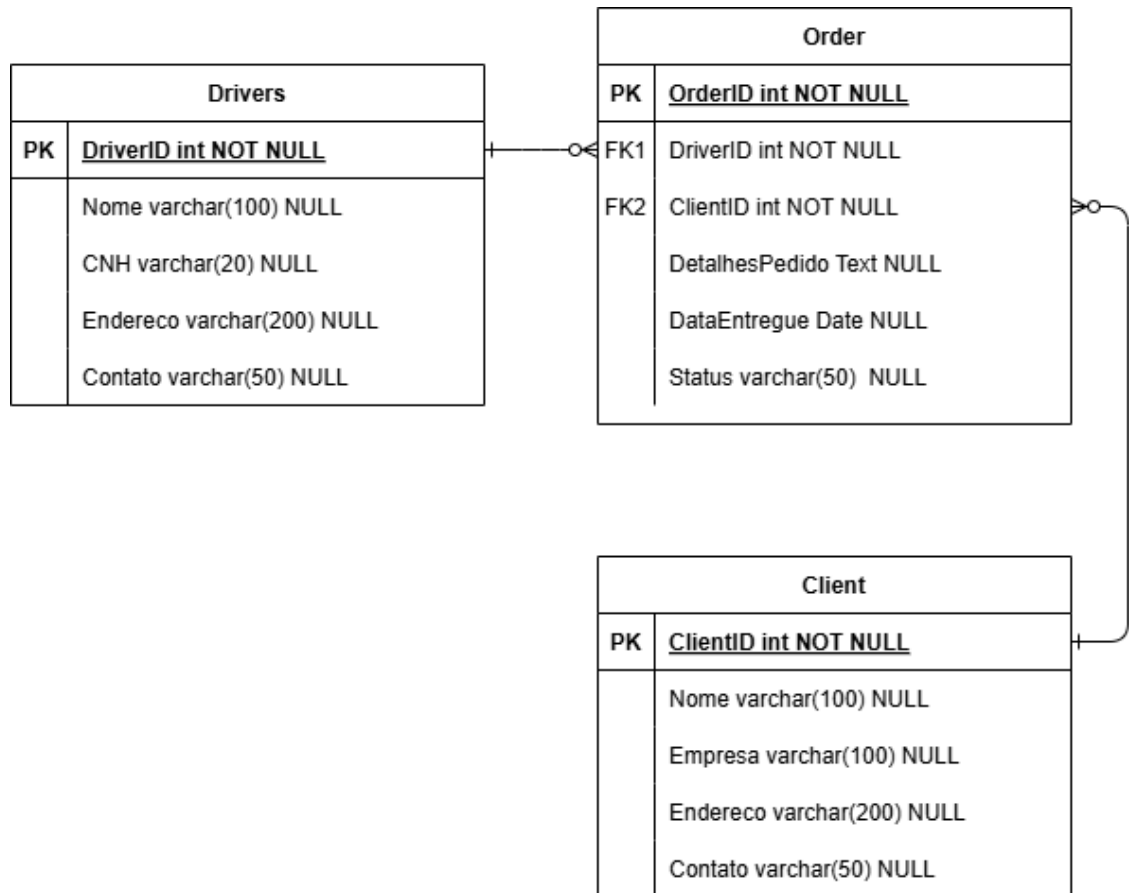 Drivers
PK DriverID int NOT NULL
Nome varchar(100) NULL
CNH varchar(20) NULL
Endereco varchar(200) NULL
Contato varchar(50) NULL
Order
PK OrderID int NOT NULL
FK1 DriverID int NOT NULL
FK2 ClientID int NOT NULL
DetalhesPedido Text NULL
DataEntregue Date NULL
Status varchar(50) NULL
Client
PK ClientID int NOT NULL
Nome varchar(100) NULL
Empresa varchar(100) NULL
Endereco varchar(200) NULL
Contato varchar(50) NULL